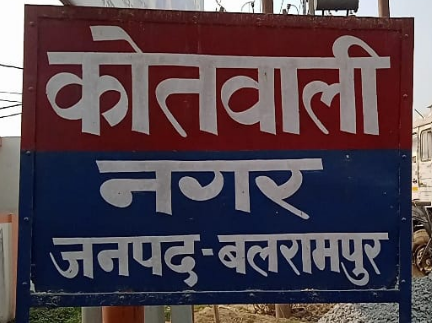 कोतवाली
नगर
जनपद-बलरामपुर